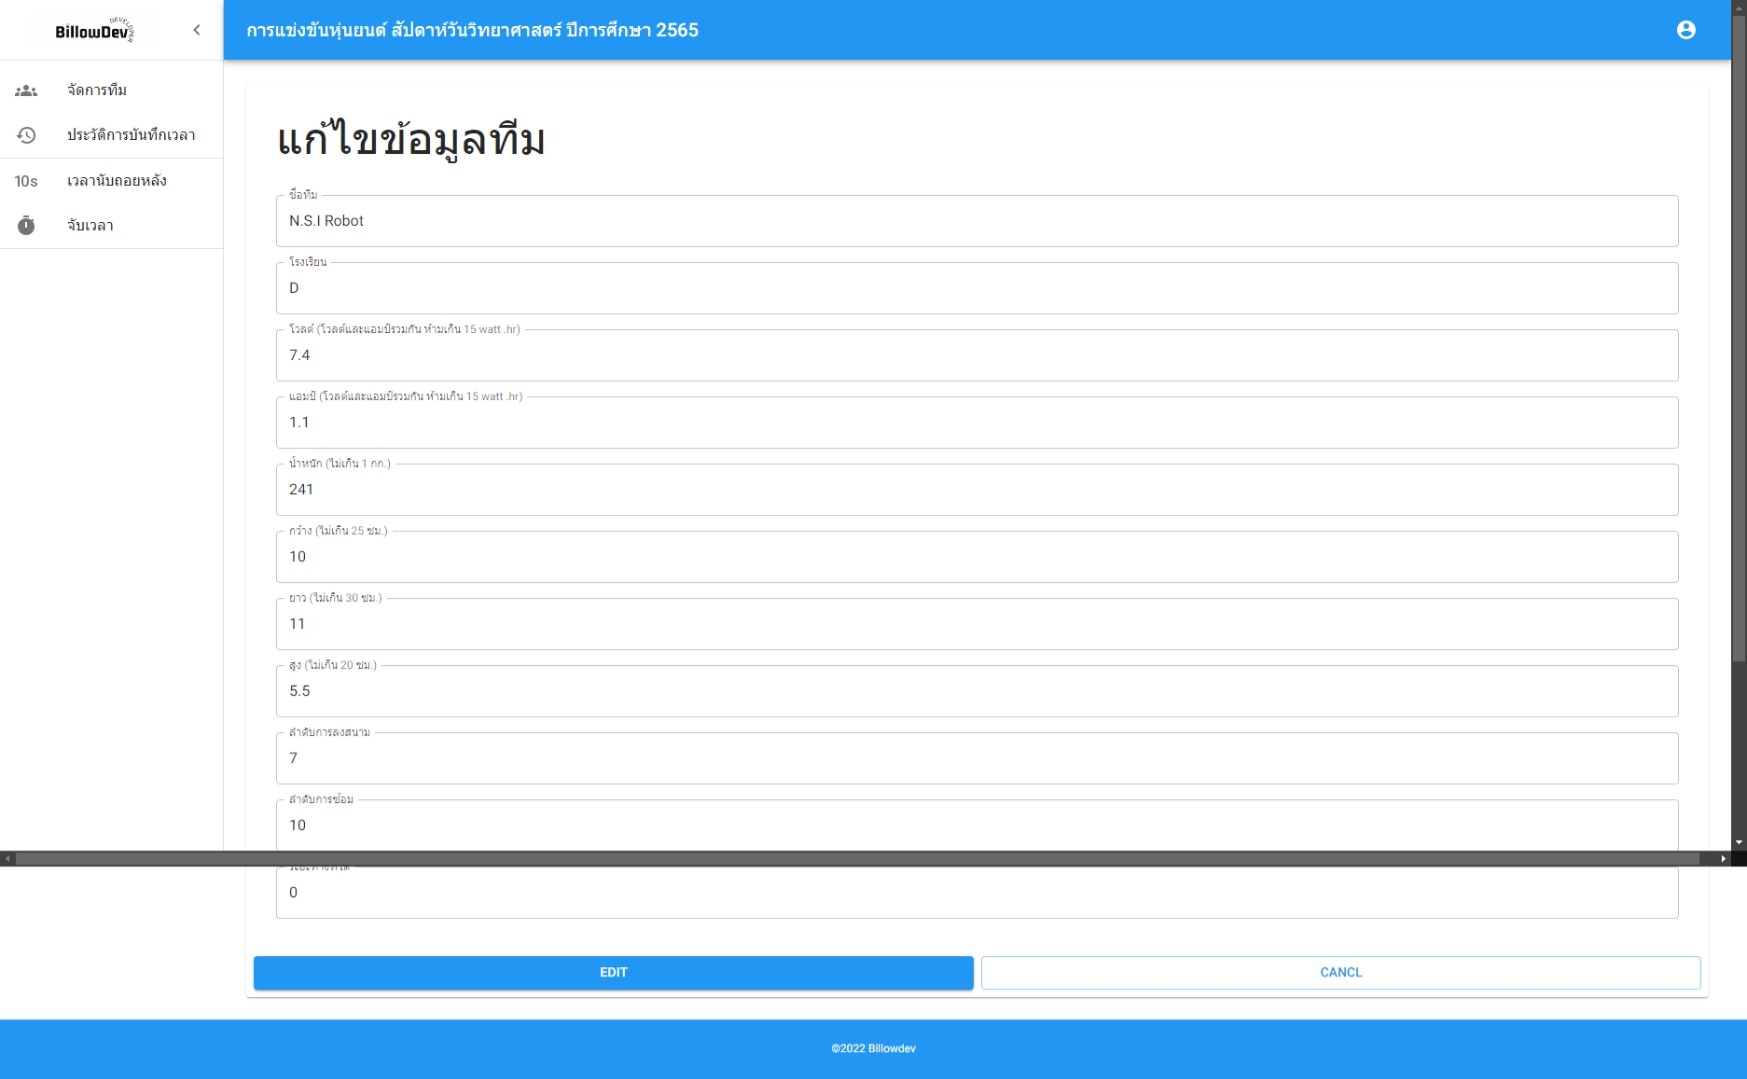 BillowDev
DEVELOPER
การแข่งขันหุ่นยนต์ สัปดาห์วันวิทยาศาสตร์ ปีการศึกษา 2565
จัดการทีม
ประวัติการบันทึกเวลา
10s เวลานับถอยหลัง
จับเวลา
แก้ไขข้อมูลทีม
ชื่อทีม
N.S.I Robot
โรงเรียน
D
โวลต์ (โวลต์และแอมป์รวมกัน ห้ามเกิน 15 watt .hr)
7.4
แอมป์ (โวลต์และแอมป์รวมกัน ห้ามเกิน 15 watt .hr)
1.1
น้ำหนัก (ไม่เกิน 1 กก.)
241
กว้าง (ไม่เกิน 25 ซม.)
10
ยาว (ไม่เกิน 30 ซม.)
11
สูง (ไม่เกิน 20 ซม.)
5.5
ลำดับการลงสนาม
7
ลำดับการซ้อม
10
0
EDIT
CANCL
©2022 Billowdev